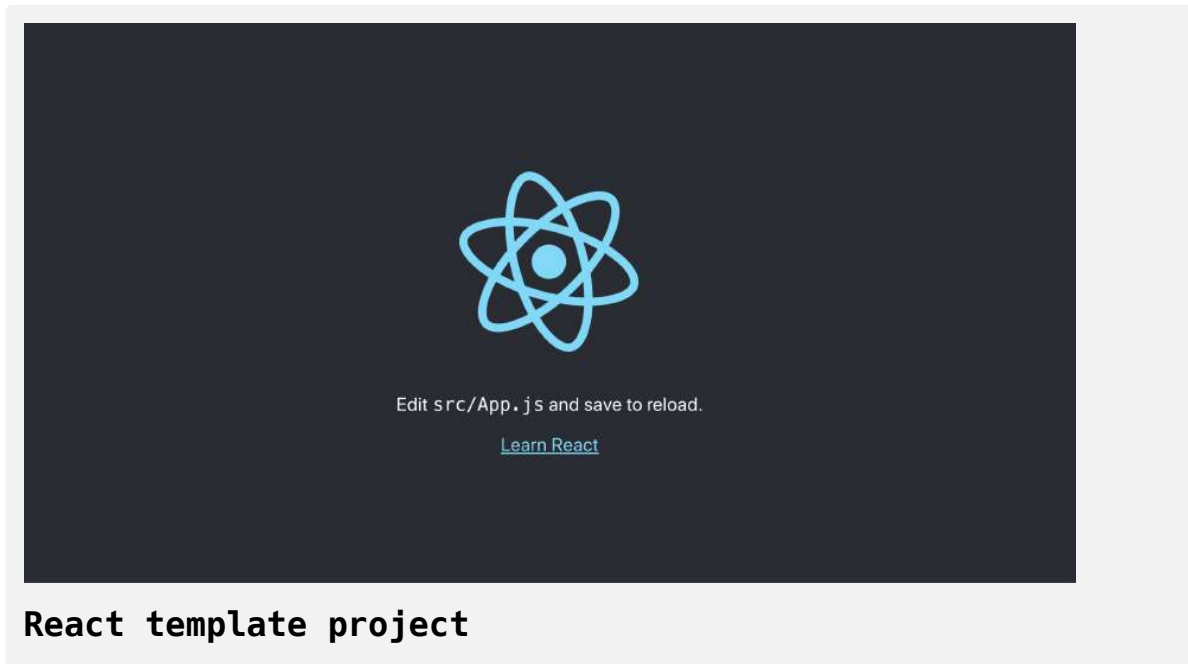 Edit src/App.js and save to reload.
Learn React
React template project